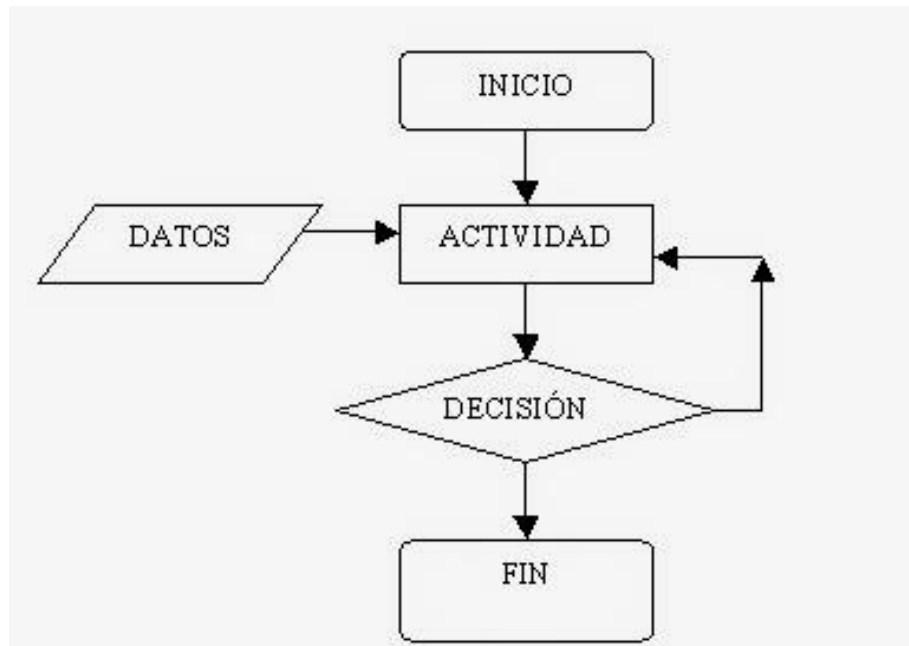 INICIO
DATOS
ACTIVIDAD
DECISIÓN
FIN